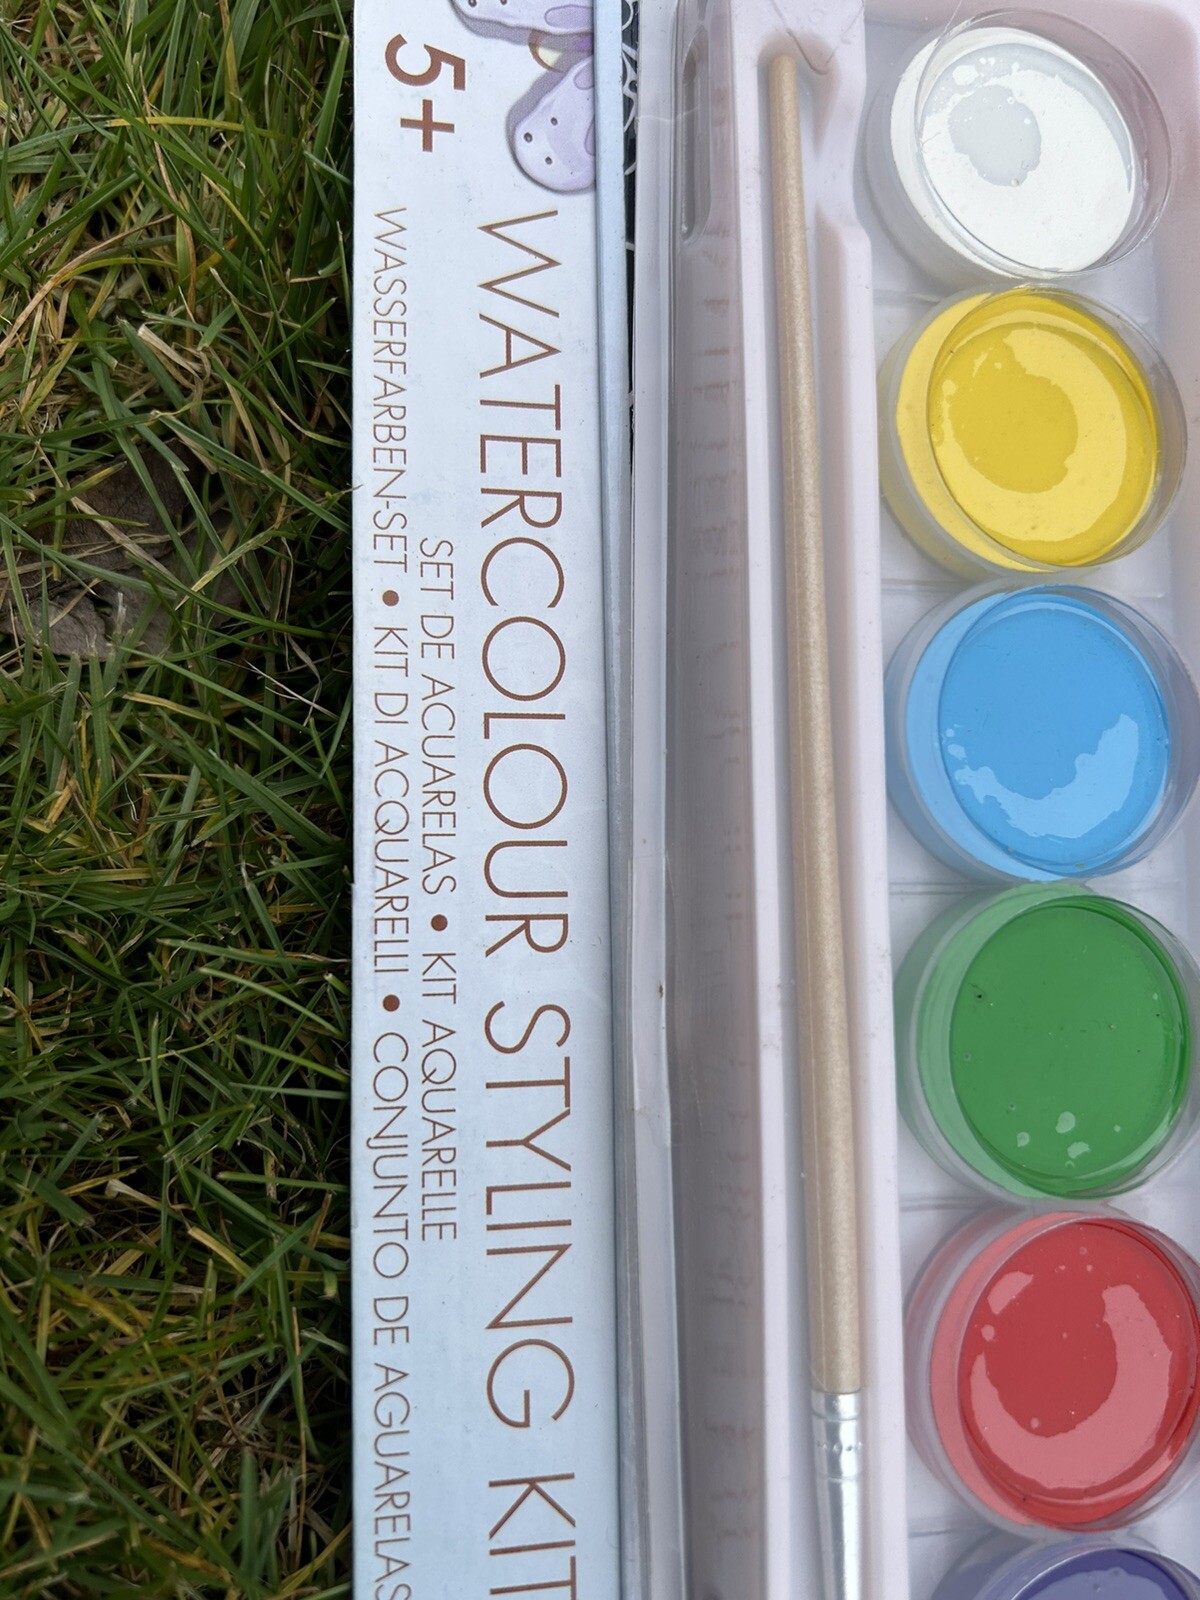 5+
WATERCOLOUR STYLING KIT
SET DE ACUARELAS • KIT AQUARELLE
WASSERFARBEN-SET • KIT DI ACQUARELLI • CONJUNTO DE AGUARELAS